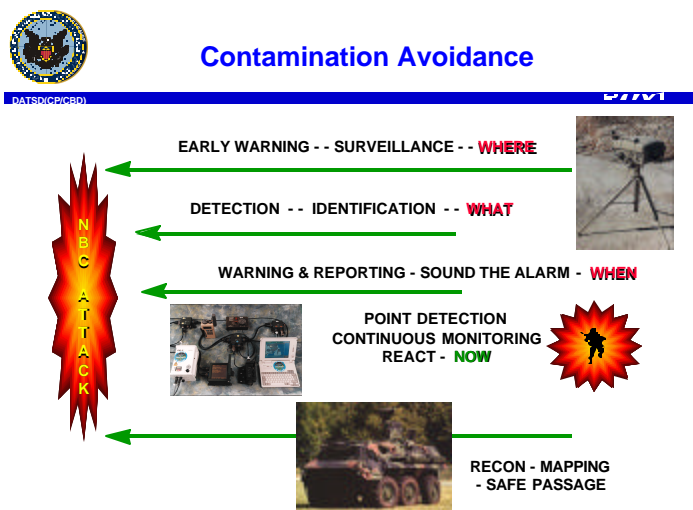 Contamination Avoidance
DATSD(CP/CBD)
EARLY WARNING - - SURVEILLANCE - - WHERE
DETECTION - - IDENTIFICATION - - WHAT
WARNING & REPORTING - SOUND THE ALARM - WHEN
NBC ATTACK
POINT DETECTION
CONTINUOUS MONITORING
REACT - NOW
RECON - MAPPING
- SAFE PASSAGE